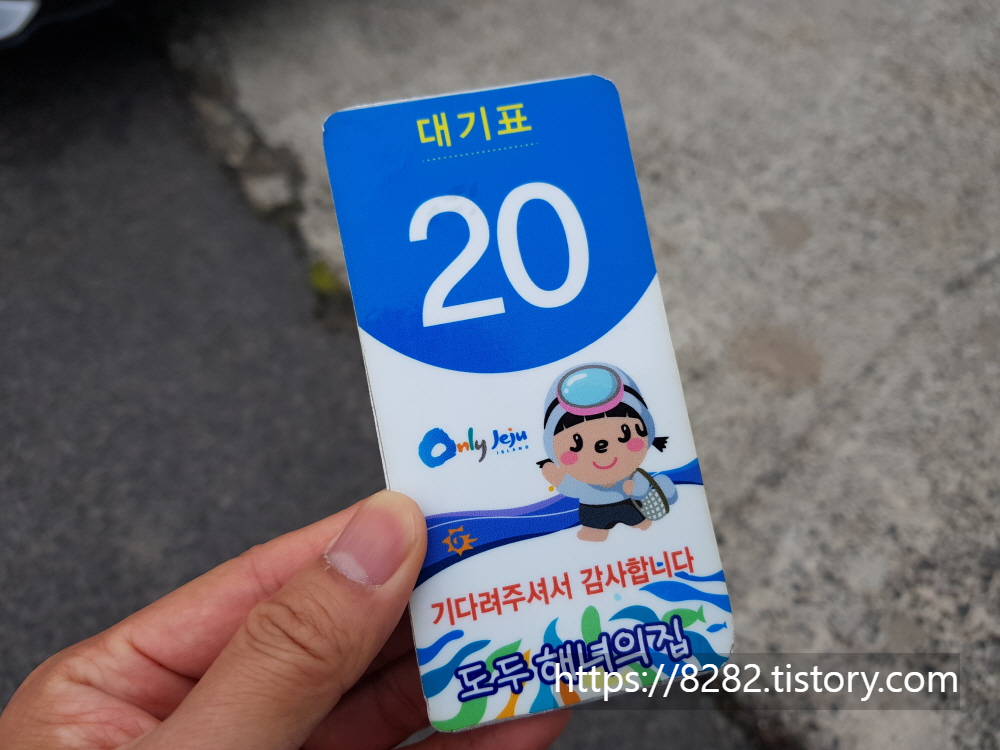 대기표
20
Only Jeju
ISLAND
기다려주셔서 감사합니다
도두 해녀의집
https://8282.tistory.com